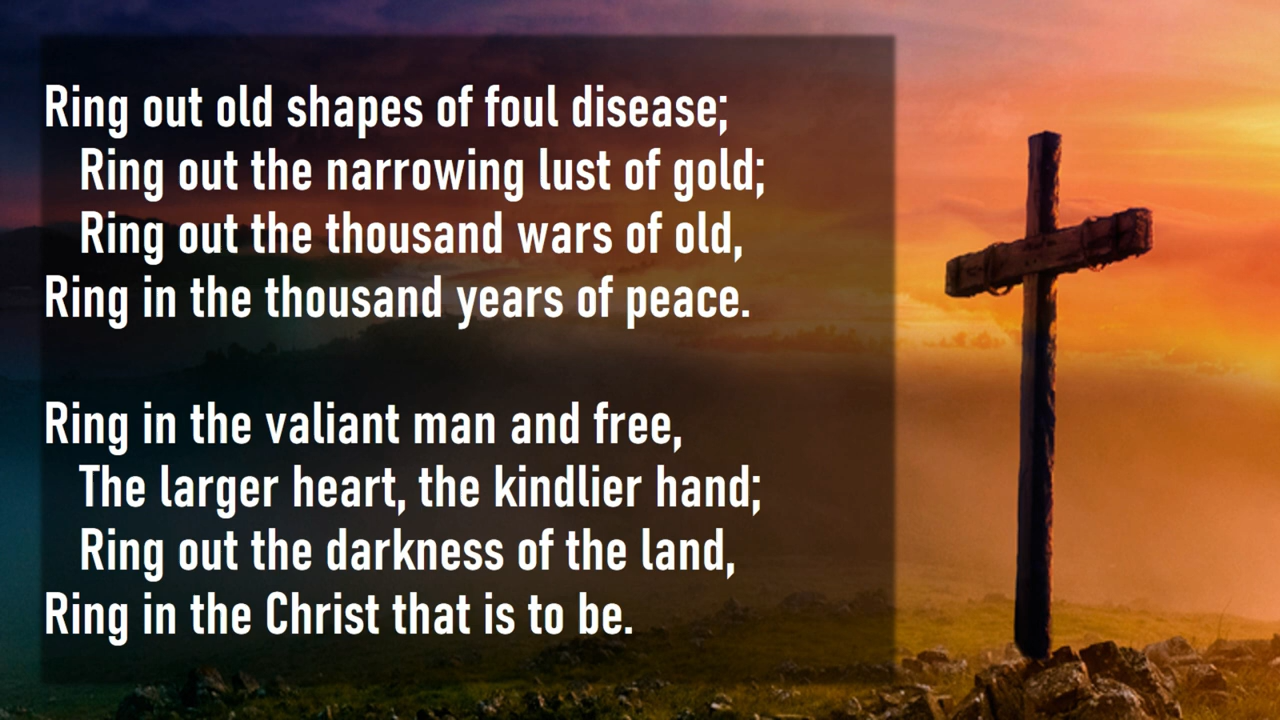 Ring out old shapes of foul disease;
Ring out the narrowing lust of gold;
Ring out the thousand wars of old,
Ring in the thousand years of peace.
Ring in the valiant man and free,
The larger heart, the kindlier hand;
Ring out the darkness of the land,
Ring in the Christ that is to be.